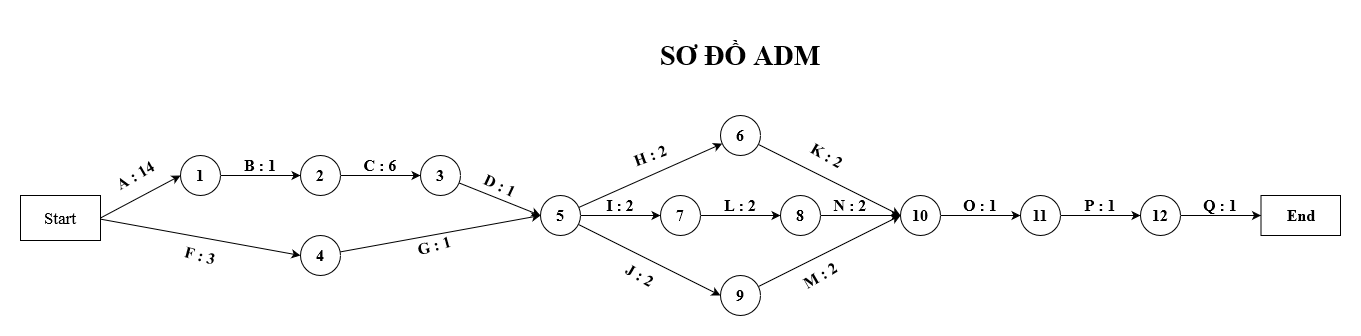 SƠ ĐỒ ADM
Start
A : 14
1
B : 1
2
C : 6
3
D : 1
F : 3
4
G : 1
5
H : 2
6
K : 2
I : 2
7
L : 2
8
N : 2
J : 2
9
M : 2
10
O : 1
11
P : 1
12
Q : 1
End